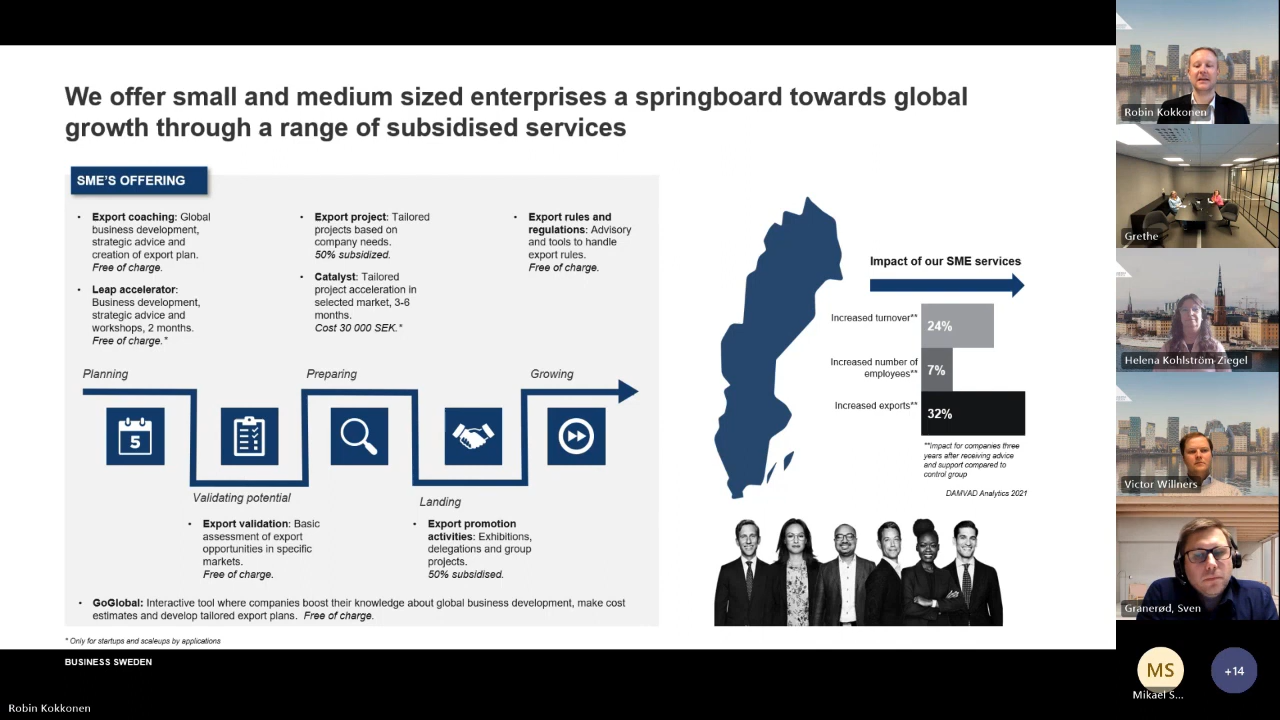 We offer small and medium sized enterprises a springboard towards global
growth through a range of subsidised services
SME'S OFFERING
• Export coaching: Global
business development,
strategic advice and
creation of export plan.
Free of charge.
• Leap accelerator:
Business development,
strategic advice and
workshops, 2 months.
Free of charge.*
• Export project: Tailored
projects based on
company needs.
50% subsidized.
• Catalyst: Tailored
project acceleration in
selected market, 3-6
months.
Cost 30 000 SEK.*
• Export rules and
regulations: Advisory
and tools to handle
export rules.
Free of charge.
Planning
Preparing
Growing
5
Validating potential
Landing
• Export validation: Basic
assessment of export
opportunities in specific
markets.
Free of charge.
• Export promotion
activities: Exhibitions,
delegations and group
projects.
50% subsidised.
• GoGlobal: Interactive tool where companies boost their knowledge about global business development, make cost
estimates and develop tailored export plans. Free of charge.
* Only for startups and scaleups by applications
BUSINESS SWEDEN
Impact of our SME services
Increased turnover**
24%
Increased number of
employees**
7%
Increased exports**
32%
**Impact for companies three
years after receiving advice
and support compared to
control group
DAMVAD Analytics 2021
Robin Kokkonen
Robin Kokkonen
Grethe
Helena Kohlström-Ziegel
Victor Willners
Granerød, Sven
MS
Mikael S...
+14